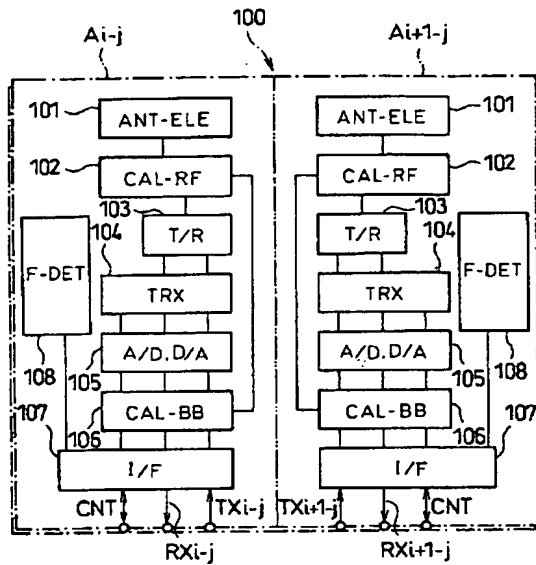 100
Ai-j
Ai+1-j
101
ANT-ELE
ANT-ELE
101
102
CAL-RF
CAL-RF
102
103
103
104
T/R
T/R
104
F-DET
TRX
TRX
F-DET
108
105
A/D.D/A
A/D.D/A
105
108
107
106
CAL-BB
CAL-BB
106
107
I/F
I/F
CNT
TXi-j
TXi+1-j
CNT
RXi-j
RXi+1-j